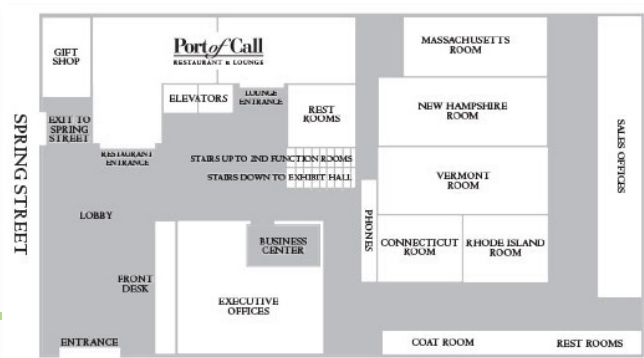 Port of Call
RESTAURANT & LOUNGE
GIFT
SHOP
MASSACHUSETTS
ROOM
ELEVATORS
LOUNGE
ENTRANCE
REST
ROOMS
NEW HAMPSHIRE
ROOM
EXIT TO
SPRING
STREET
RESTAURANT
ENTRANCE
STAIRS UP TO 2ND FUNCTION ROOMS
STAIRS DOWN TO EXHIBIT HALL
VERMONT
ROOM
SALES OFFICES
SPRING STREET
LOBBY
PHONES
BUSINESS
CENTER
CONNECTICUT
ROOM
RHODE ISLAND
ROOM
FRONT
DESK
EXECUTIVE
OFFICES
ENTRANCE
COAT ROOM
REST ROOMS